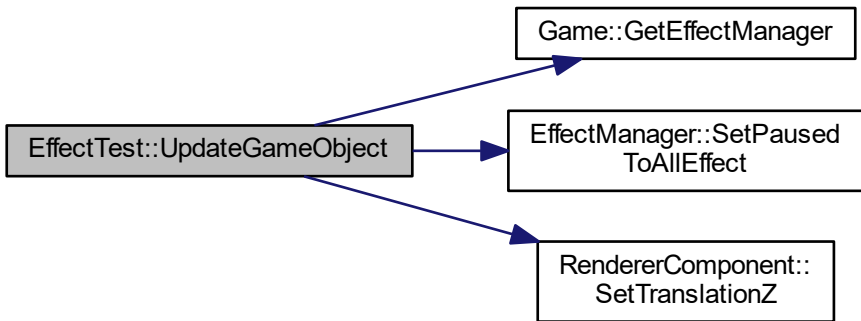 Game::GetEffectManager
EffectTest::UpdateGameObject
EffectManager::SetPaused
ToAllEffect
RendererComponent::
SetTranslationZ